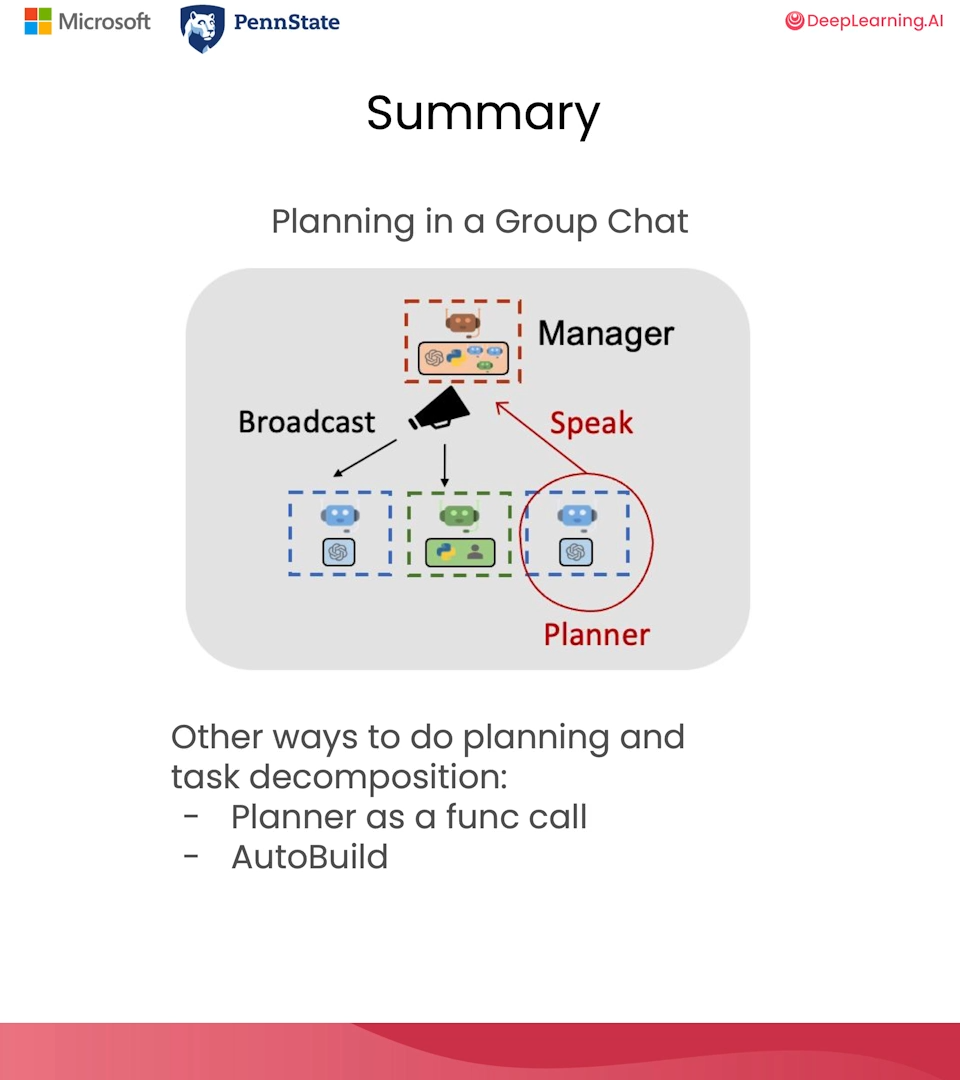 Microsoft
PennState
DeepLearning.AI
Summary
Planning in a Group Chat
Manager
Broadcast
Speak
Planner
Other ways to do planning and
task decomposition:
- Planner as a func call
- AutoBuild